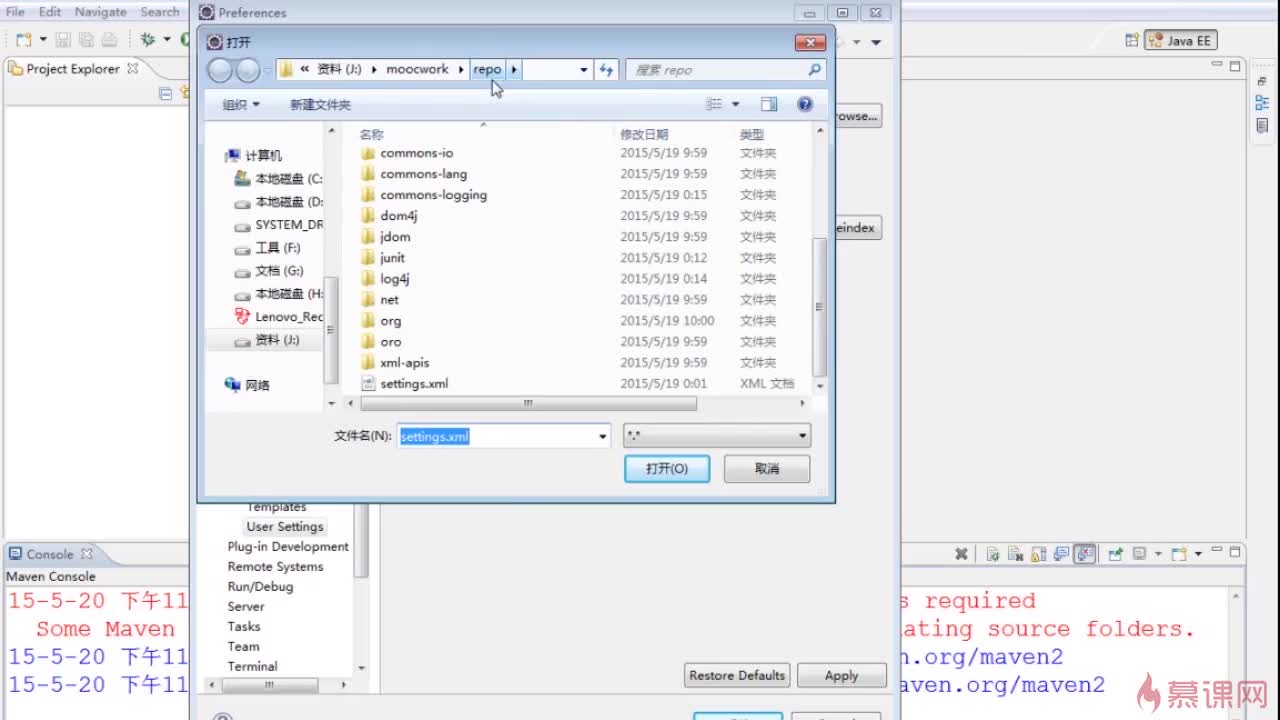 File Edit Navigate Search
Preferences
打开
Java EE
Project Explorer
« 资料 (J:) moocwork repo
搜索 repo
组织 新建文件夹
名称 修改日期 类型
计算机
本地磁盘 (C:
本地磁盘 (D:
SYSTEM_DR
工具 (F:)
文档 (G:)
本地磁盘 (H:
Lenovo_Rec
资料 (J:)
网络
commons-io 2015/5/19 9:59 文件夹
commons-lang 2015/5/19 9:59 文件夹
commons-logging 2015/5/19 0:15 文件夹
dom4j 2015/5/19 9:59 文件夹
jdom 2015/5/19 9:59 文件夹
junit 2015/5/19 0:12 文件夹
log4j 2015/5/19 0:14 文件夹
net 2015/5/19 9:59 文件夹
org 2015/5/19 10:00 文件夹
oro 2015/5/19 9:59 文件夹
xml-apis 2015/5/19 9:59 文件夹
settings.xml 2015/5/19 0:01 XML 文档
文件名(N): settings.xml *.*
打开(O) 取消
rowse...
eindex
Templates
User Settings
Plug-in Development
Remote Systems
Run/Debug
Server
Tasks
Team
Terminal
Restore Defaults Apply
Console
Maven Console
15-5-20 下午11 s required
Some Maven ating source folders.
15-5-20 下午11 n.org/maven2
15-5-20 下午11 aven.org/maven2
慕课网